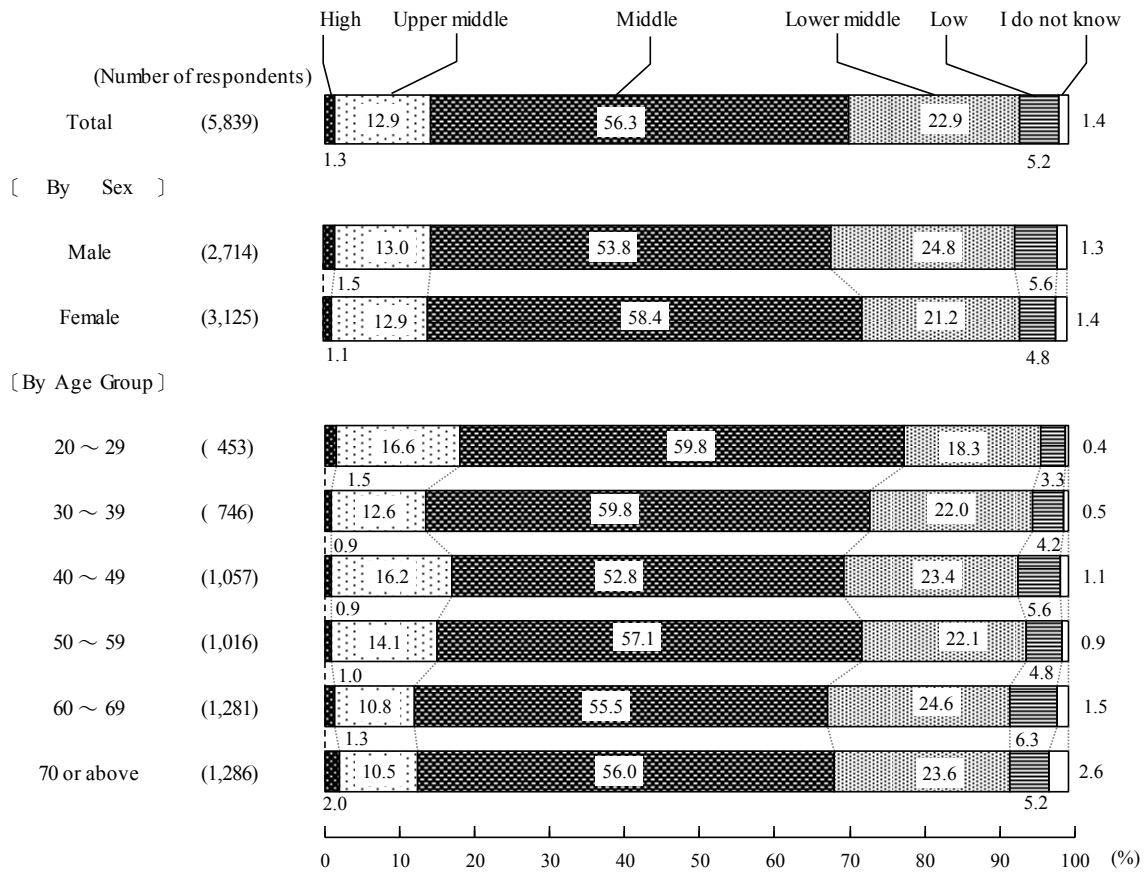 High Upper middle Middle Lower middle Low I do not know
(Number of respondents)
Total (5,839) 12.9 56.3 22.9 1.4
1.3 5.2
〔 By Sex 〕
Male (2,714) 13.0 53.8 24.8 1.3
1.5 5.6
Female (3,125) 12.9 58.4 21.2 1.4
1.1 4.8
〔By Age Group〕
20 ～ 29 ( 453) 16.6 59.8 18.3 0.4
1.5 3.3
30 ～ 39 ( 746) 12.6 59.8 22.0 0.5
0.9 4.2
40 ～ 49 (1,057) 16.2 52.8 23.4 1.1
0.9 5.6
50 ～ 59 (1,016) 14.1 57.1 22.1 0.9
1.0 4.8
60 ～ 69 (1,281) 10.8 55.5 24.6 1.5
1.3 6.3
70 or above (1,286) 10.5 56.0 23.6 2.6
2.0 5.2
0 10 20 30 40 50 60 70 80 90 100 (%)